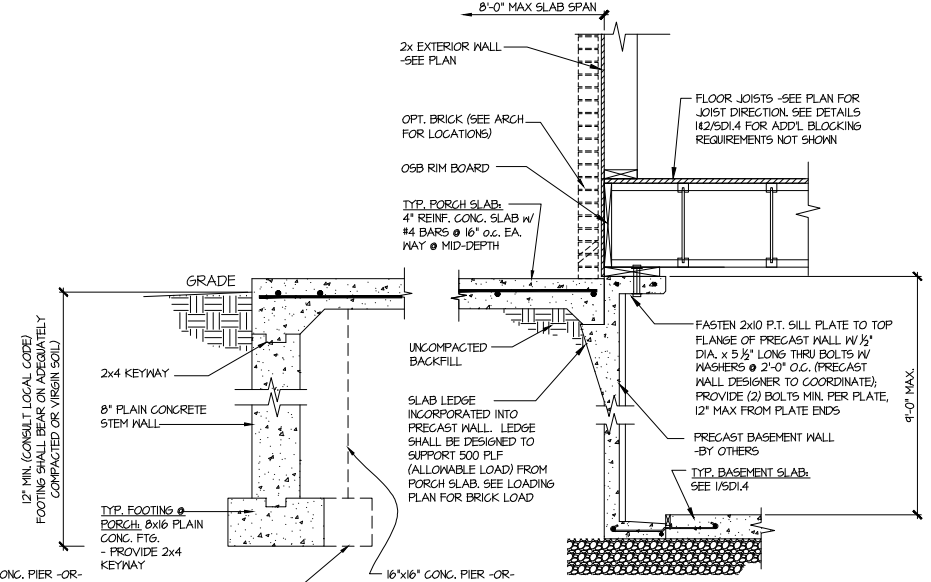 8'-0" MAX SLAB SPAN
2x EXTERIOR WALL
-SEE PLAN
FLOOR JOISTS -SEE PLAN FOR
JOIST DIRECTION. SEE DETAILS
1&2/SD1.4 FOR ADD'L BLOCKING
REQUIREMENTS NOT SHOWN
OPT. BRICK (SEE ARCH
FOR LOCATIONS)
OSB RIM BOARD
TYP. PORCH SLAB:
4" REINF. CONC. SLAB W/
#4 BARS @ 16" o.c. EA.
WAY @ MID-DEPTH
GRADE
12" MIN. (CONSULT LOCAL CODE)
FOOTING SHALL BEAR ON ADEQUATELY
COMPACTED OR VIRGIN SOIL)
2x4 KEYWAY
8" PLAIN CONCRETE
STEM WALL
UNCOMPACTED
BACKFILL
SLAB LEDGE
INCORPORATED INTO
PRECAST WALL. LEDGE
SHALL BE DESIGNED TO
SUPPORT 500 PLF
(ALLOWABLE LOAD) FROM
PORCH SLAB. SEE LOADING
PLAN FOR BRICK LOAD
FASTEN 2x10 P.T. SILL PLATE TO TOP
FLANGE OF PRECAST WALL W/ ½"
DIA. x 5 ½" LONG THRU BOLTS W/
WASHERS @ 2'-0" O.C. (PRECAST
WALL DESIGNER TO COORDINATE);
PROVIDE (2) BOLTS MIN. PER PLATE,
12" MAX FROM PLATE ENDS
9'-0" MAX.
PRECAST BASEMENT WALL
-BY OTHERS
TYP. BASEMENT SLAB:
SEE 1/SD1.4
TYP. FOOTING @
PORCH: 8x16 PLAIN
CONC. FTG.
- PROVIDE 2x4
KEYWAY
ONC. PIER -OR-
16"x16" CONC. PIER -OR-